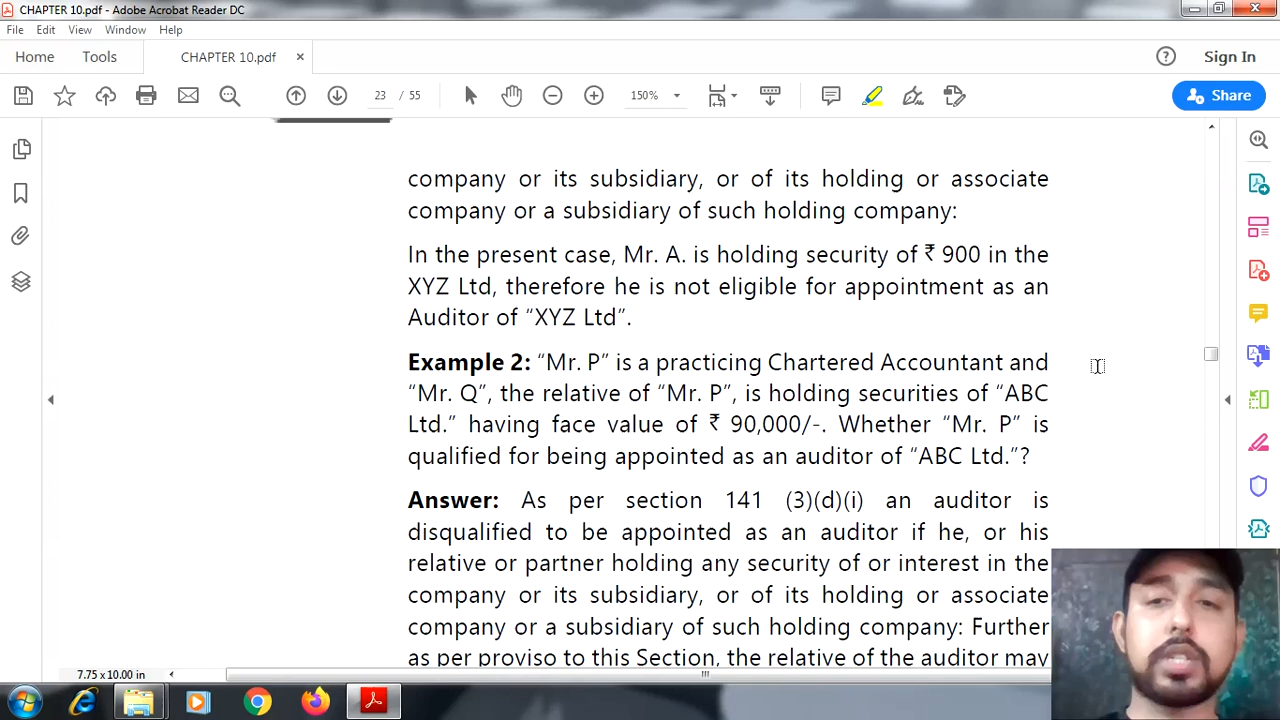 CHAPTER 10.pdf - Adobe Acrobat Reader DC
File Edit View Window Help
Home Tools CHAPTER 10.pdf × Sign In
23 / 55 150% Share
company or its subsidiary, or of its holding or associate
company or a subsidiary of such holding company:
In the present case, Mr. A. is holding security of ₹ 900 in the
XYZ Ltd, therefore he is not eligible for appointment as an
Auditor of “XYZ Ltd”.
Example 2: “Mr. P” is a practicing Chartered Accountant and
“Mr. Q”, the relative of “Mr. P”, is holding securities of “ABC
Ltd.” having face value of ₹ 90,000/-. Whether “Mr. P” is
qualified for being appointed as an auditor of “ABC Ltd.”?
Answer: As per section 141 (3)(d)(i) an auditor is
disqualified to be appointed as an auditor if he, or his
relative or partner holding any security of or interest in the
company or its subsidiary, or of its holding or associate
company or a subsidiary of such holding company: Further
as per proviso to this Section, the relative of the auditor may
7.75 x 10.00 in